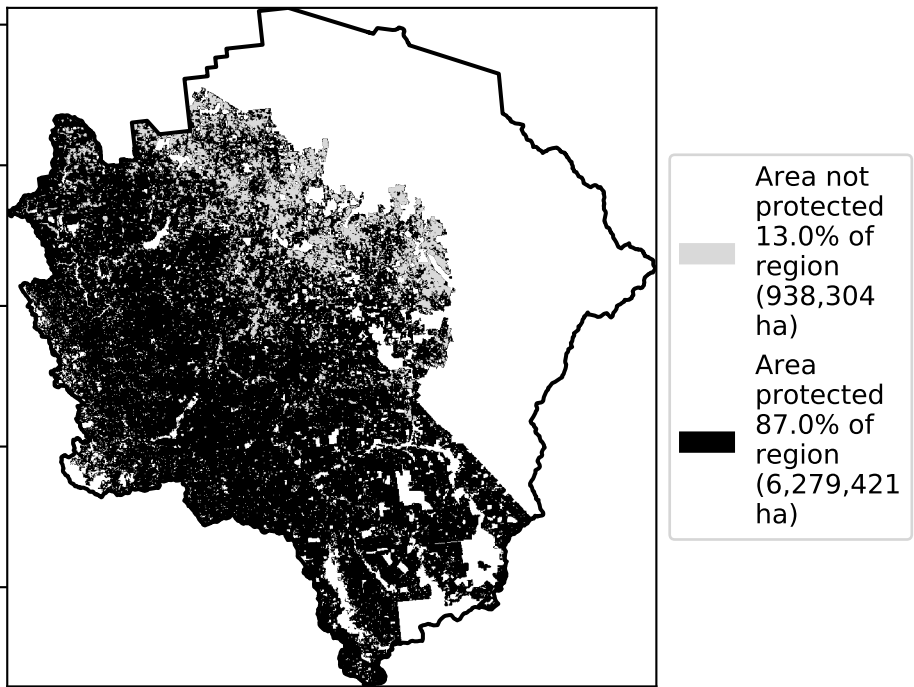 Area not
protected
13.0% of
region
(938,304
ha)
Area
protected
87.0% of
region
(6,279,421
ha)